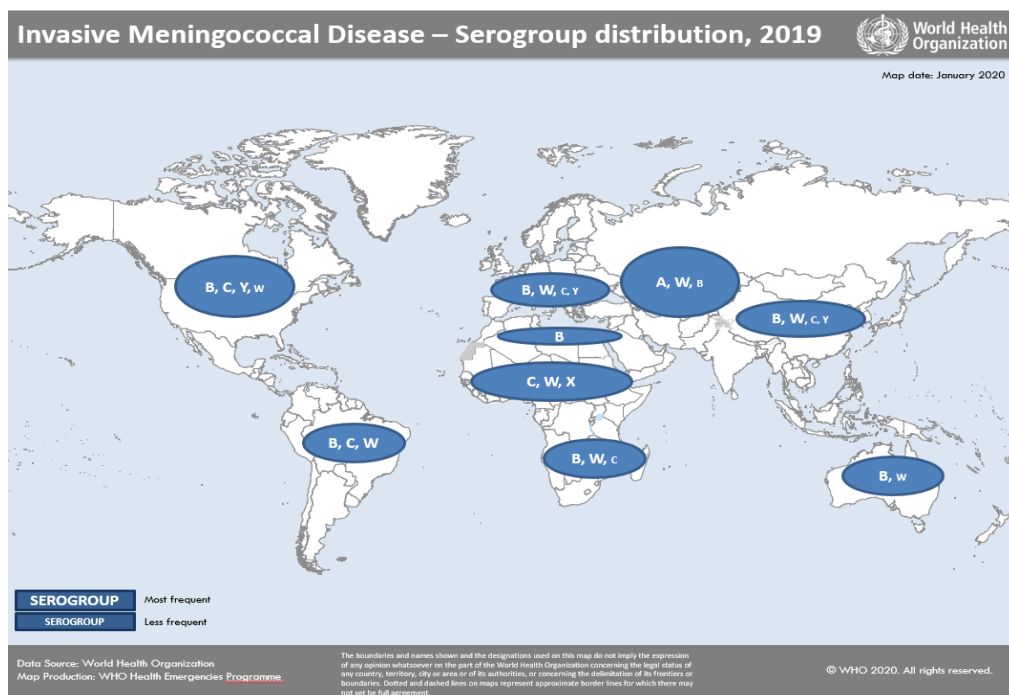 Invasive Meningococcal Disease – Serogroup distribution, 2019
World Health
Organization
Map date: January 2020
B, C, Y, W
B, W, C, Y
A, W, B
B, W, C, Y
B
C, W, X
B, C, W
B, W, C
B, W
SEROGROUP Most frequent
SEROGROUP Less frequent
Data Source: World Health Organization
Map Production: WHO Health Emergencies Programme
The boundaries and names shown and the designations used on this map do not imply the expression
of any opinion whatsoever on the part of the World Health Organization concerning the legal status of
any country, territory, city or area or of its authorities, or concerning the delimitation of its frontiers or
boundaries. Dotted and dashed lines on maps represent approximate border lines for which there may
not yet be full agreement.
© WHO 2020. All rights reserved.